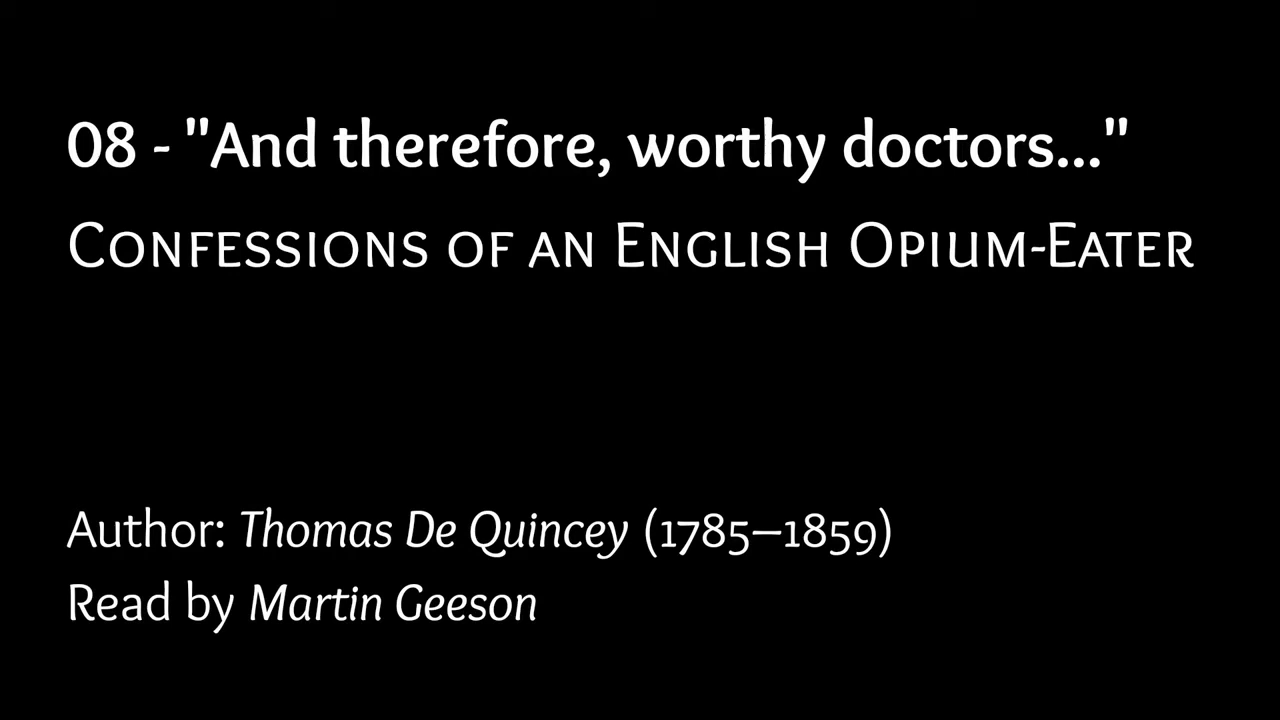 08 - "And therefore, worthy doctors..."
Confessions of an English Opium-Eater
Author: Thomas De Quincey (1785–1859)
Read by Martin Geeson